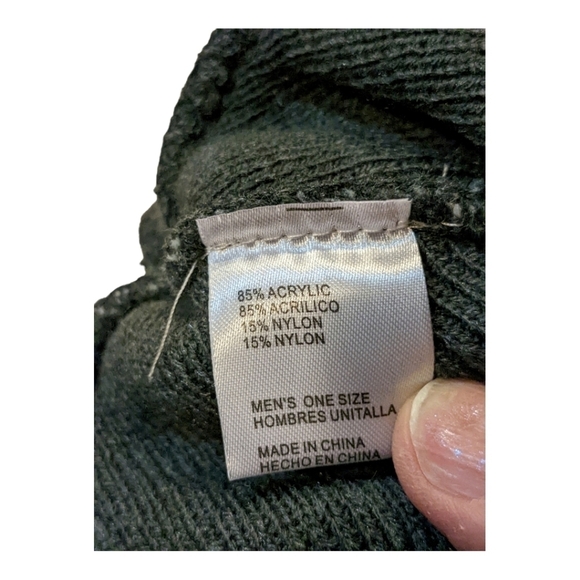 85% ACRYLIC
85% ACRILICO
15% NYLON
15% NYLON
MEN'S ONE SIZE
HOMBRES UNITALLA
MADE IN CHINA
HECHO EN CHINA